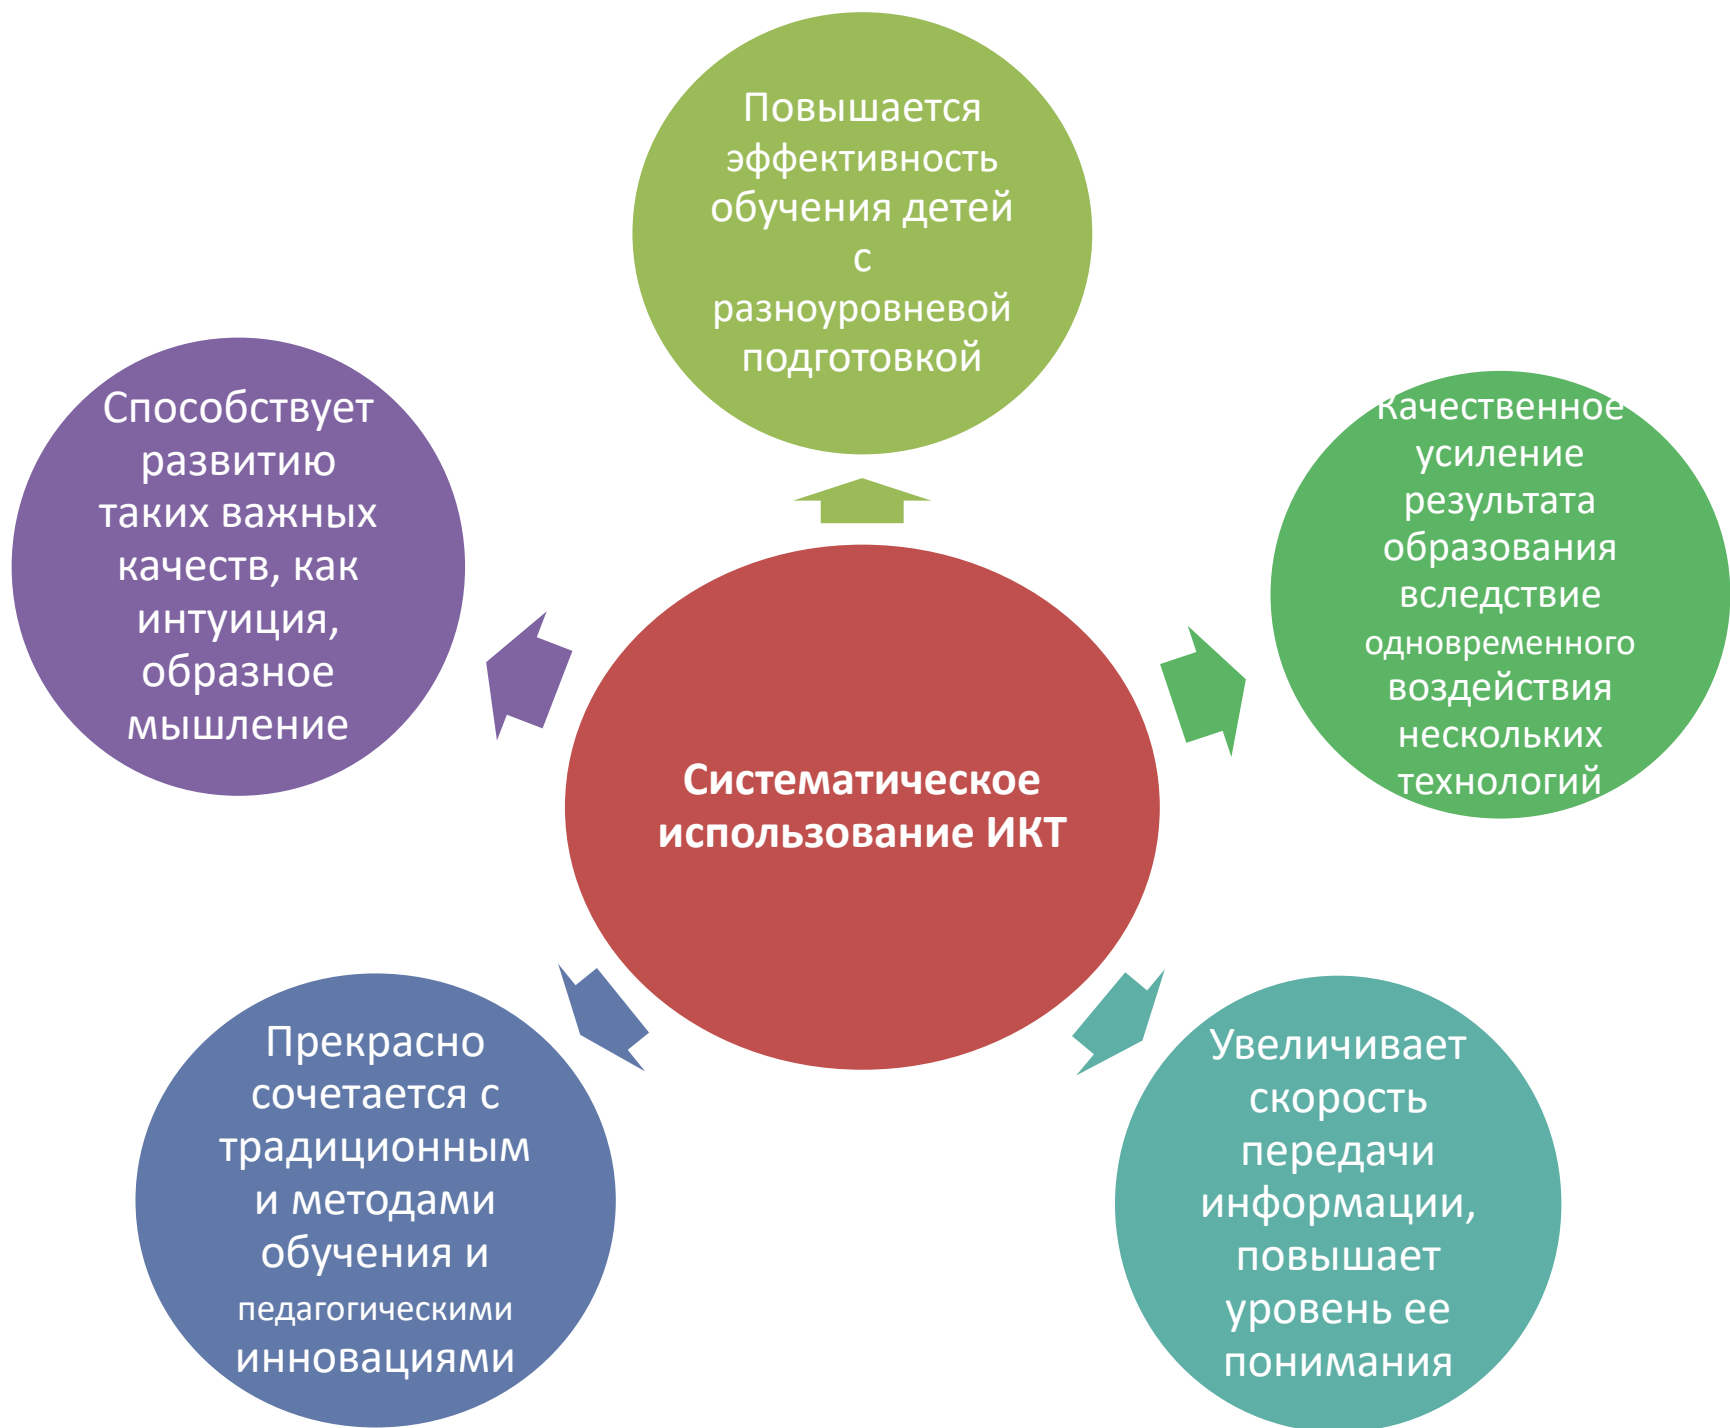 Повышается
эффективность
обучения детей
с
разноуровневой
подготовкой
Способствует
развитию
таких важных
качеств, как
интуиция,
образное
мышление
Качественное
усиление
результата
образования
вследствие
одновременного
воздействия
нескольких
технологий
Систематическое
использование ИКТ
Прекрасно
сочетается с
традиционным
и методами
обучения и
педагогическими
инновациями
Увеличивает
скорость
передачи
информации,
повышает
уровень ее
понимания